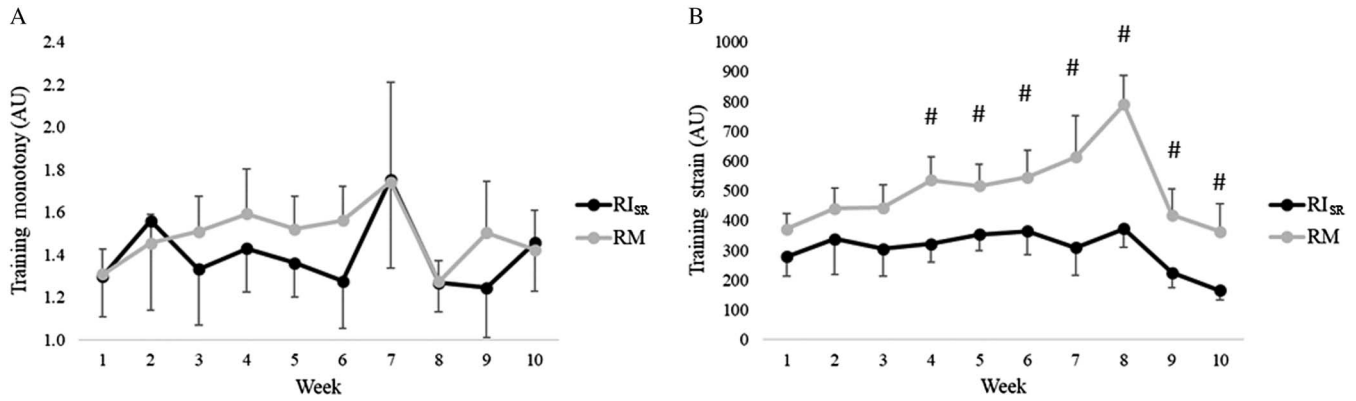 A
Training monotony (AU)
2.4
2.2
2.0
1.8
1.6
1.4
1.2
1.0
1 2 3 4 5 6 7 8 9 10
Week
RISR
RM
B
Training strain (AU)
1000
900
800
700
600
500
400
300
200
100
0
# # # # # # #
1 2 3 4 5 6 7 8 9 10
Week
RISR
RM